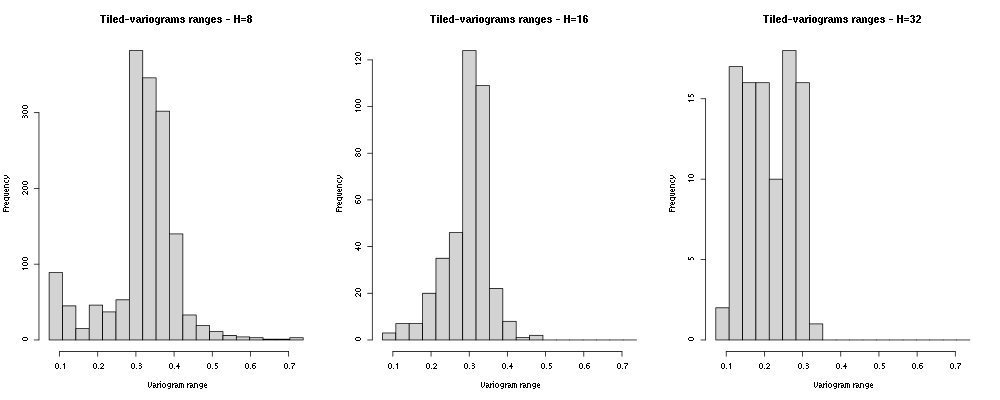 Tiled-variograms ranges - H=8
Frequency
0
100
200
300
0.1 0.2 0.3 0.4 0.5 0.6 0.7
Variogram range
Tiled-variograms ranges - H=16
Frequency
0
20
40
60
80
100
120
0.1 0.2 0.3 0.4 0.5 0.6 0.7
Variogram range
Tiled-variograms ranges - H=32
Frequency
0
5
10
15
0.1 0.2 0.3 0.4 0.5 0.6 0.7
Variogram range